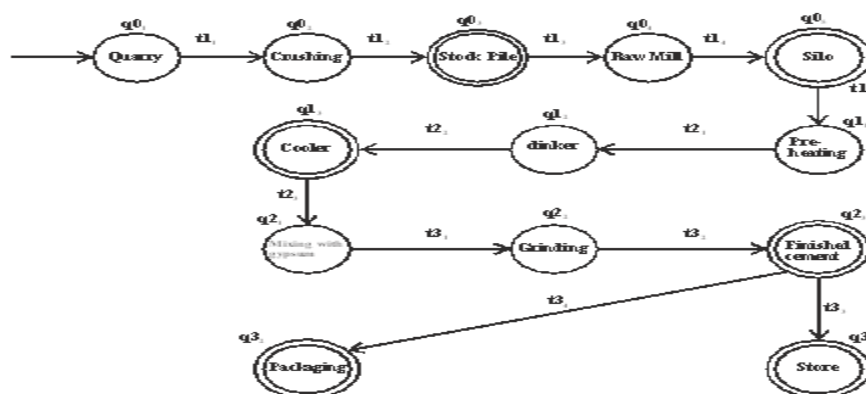 q0 q0 q0 q0 q0
t1 t1 t1 t1
Quarry Crushing Stock Pile Raw Mill Silo
t1
q1 q1 q1
t2 t2
Cooler clinker Pre-
heating
t2
q2 q2 q2
t3 t3
Mixing with
gypsum
Grinding
Finished
cement
t3 t3
q3 q3
Packaging Store